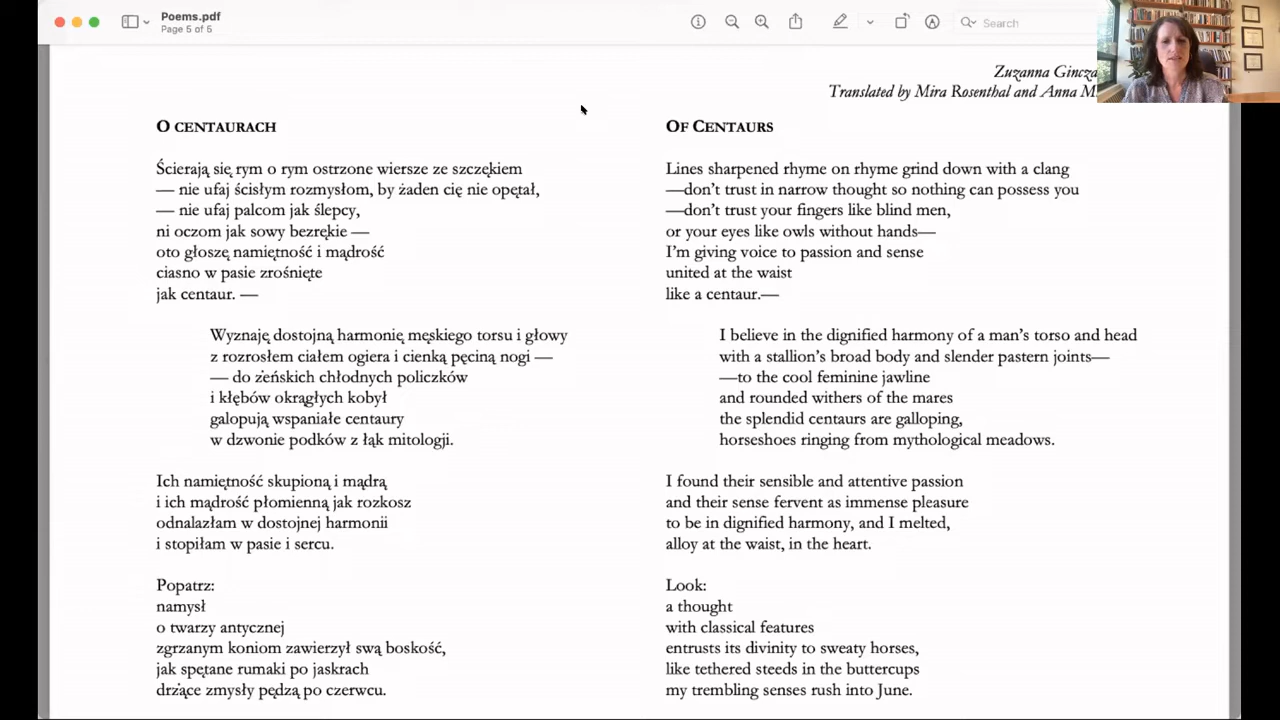 Poems.pdf
Page 5 of 5
Search
Zuzanna
Translated by Mira Rosenthal and Anna
O CENTAURACH
Ścierają się rym o rym ostrzone wiersze ze szczękiem
— nie ufaj ścisłym rozmysłom, by żaden cię nie opętał,
— nie ufaj palcom jak ślepcy,
ni oczom jak sowy bezrękie —
oto głoszę namiętność i mądrość
ciasno w pasie zrośnięte
jak centaur. —
Wyznaję dostojną harmonię męskiego torsu i głowy
z rozrosłem ciałem ogiera i cienką pęciną nogi —
— do żeńskich chłodnych policzków
i kłębów okrągłych kobył
galopują wspaniałe centaury
w dzwonie podków z łąk mitologji.
Ich namiętność skupioną i mądrą
i ich mądrość płomienną jak rozkosz
odnalazłam w dostojnej harmonii
i stopiłam w pasie i sercu.
Popatrz:
namysł
o twarzy antycznej
zgrzanym koniom zawierzył swą boskość,
jak spętane rumaki po jaskrach
drżące zmysły pędzą po czerwcu.
OF CENTAURS
Lines sharpened rhyme on rhyme grind down with a clang
—don't trust in narrow thought so nothing can possess you
—don't trust your fingers like blind men,
or your eyes like owls without hands—
I'm giving voice to passion and sense
united at the waist
like a centaur.—
I believe in the dignified harmony of a man's torso and head
with a stallion's broad body and slender pastern joints—
—to the cool feminine jawline
and rounded withers of the mares
the splendid centaurs are galloping,
horseshoes ringing from mythological meadows.
I found their sensible and attentive passion
and their sense fervent as immense pleasure
to be in dignified harmony, and I melted,
alloy at the waist, in the heart.
Look:
a thought
with classical features
entrusts its divinity to sweaty horses,
like tethered steeds in the buttercups
my trembling senses rush into June.